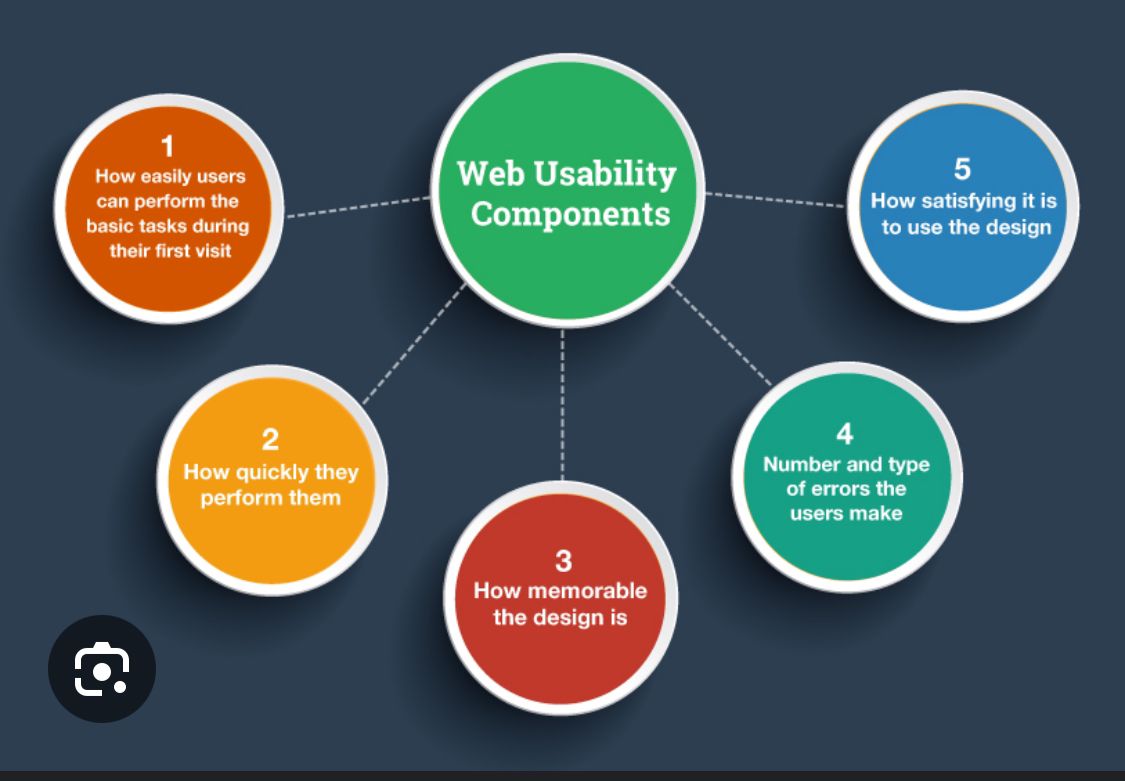 Web Usability
Components
1
How easily users
can perform the
basic tasks during
their first visit
2
How quickly they
perform them
3
How memorable
the design is
4
Number and type
of errors the
users make
5
How satisfying it is
to use the design